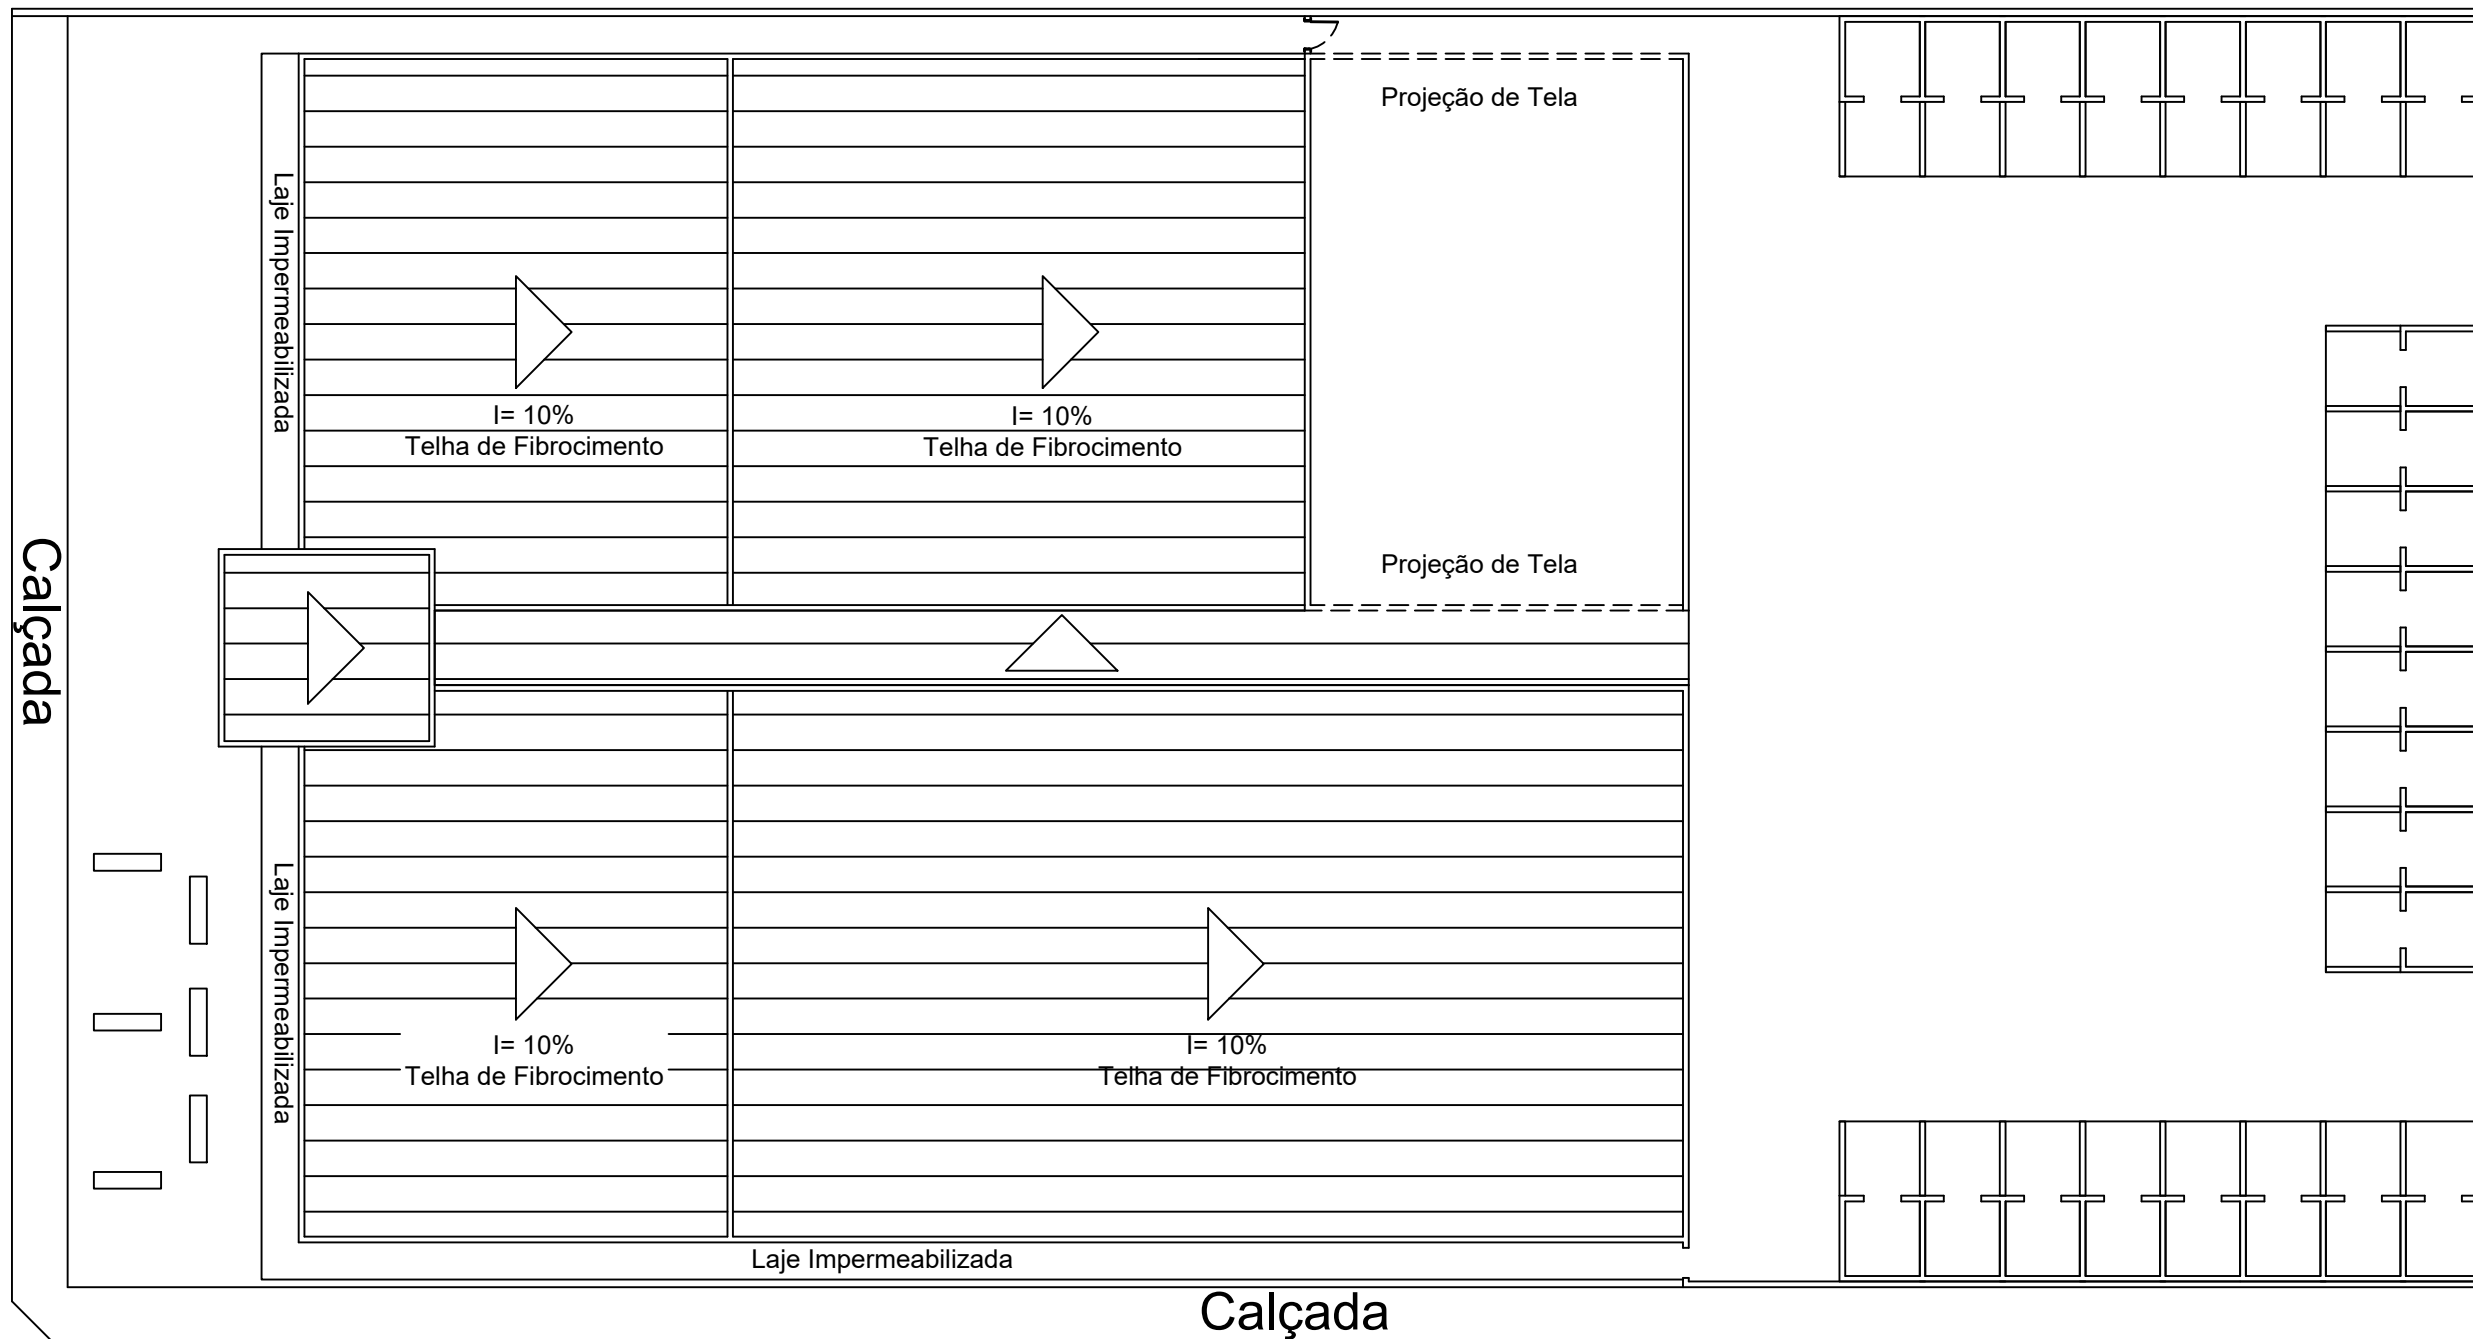 Projeção de Tela
Laje Impermeabilizada
I= 10%
Telha de Fibrocimento
I= 10%
Telha de Fibrocimento
Projeção de Tela
Calçada
Laje Impermeabilizada
I= 10%
Telha de Fibrocimento
I= 10%
Telha de Fibrocimento
Laje Impermeabilizada
Calçada